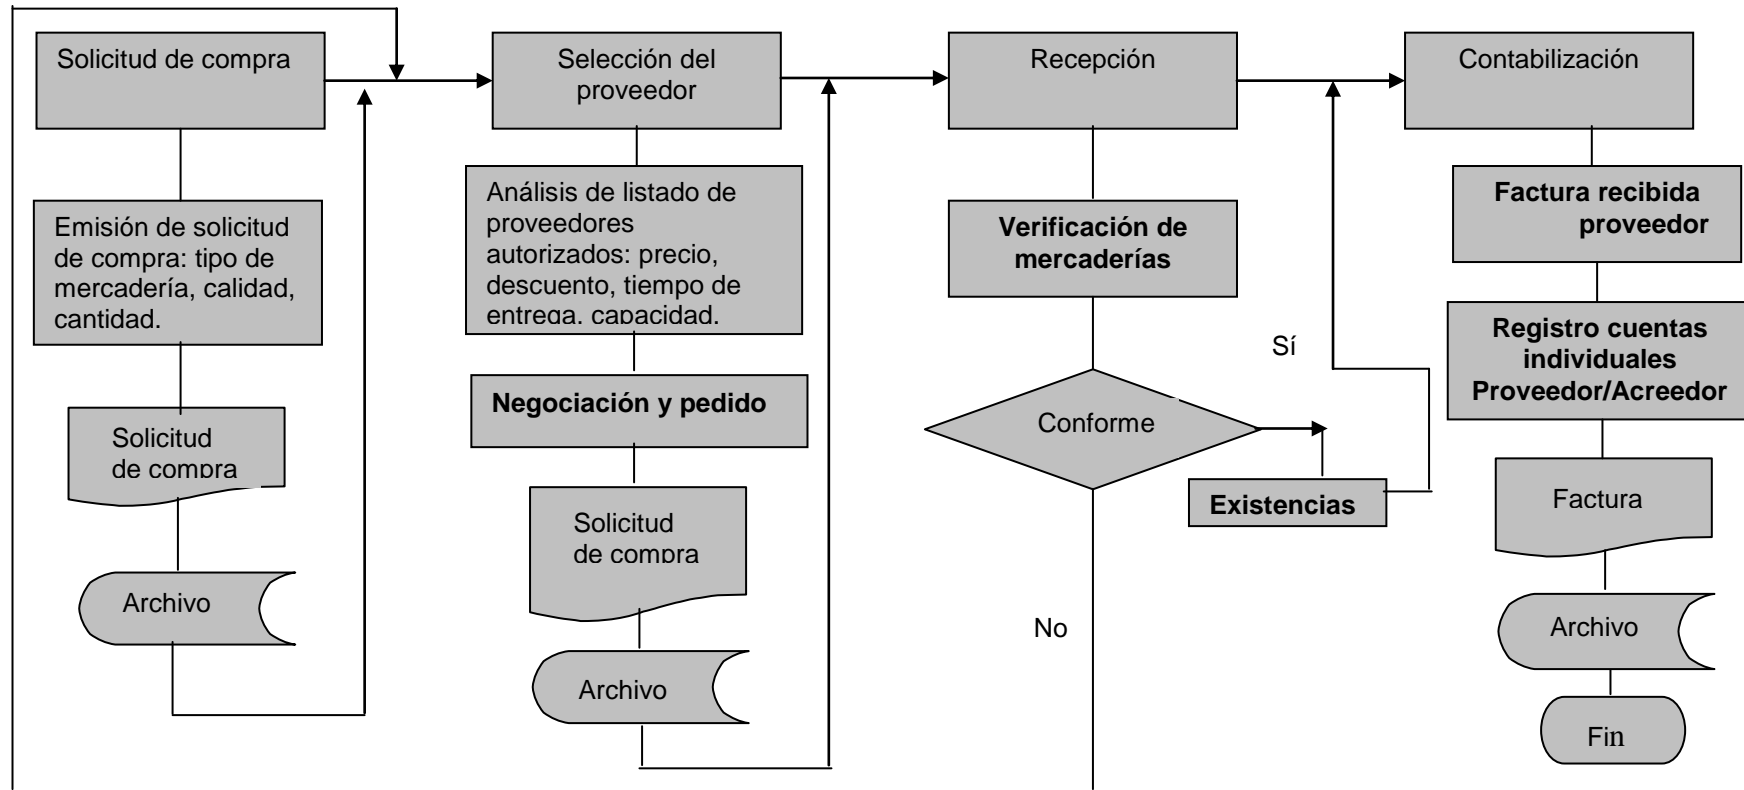 Solicitud de compra
Emisión de solicitud
de compra: tipo de
mercadería, calidad,
cantidad.
Solicitud
de compra
Archivo
Selección del
proveedor
Análisis de listado de
proveedores
autorizados: precio,
descuento, tiempo de
entrega, capacidad.
Negociación y pedido
Solicitud
de compra
Archivo
Recepción
Verificación de
mercaderías
Conforme
Sí
Existencias
No
Contabilización
Factura recibida
proveedor
Registro cuentas
individuales
Proveedor/Acreedor
Factura
Archivo
Fin